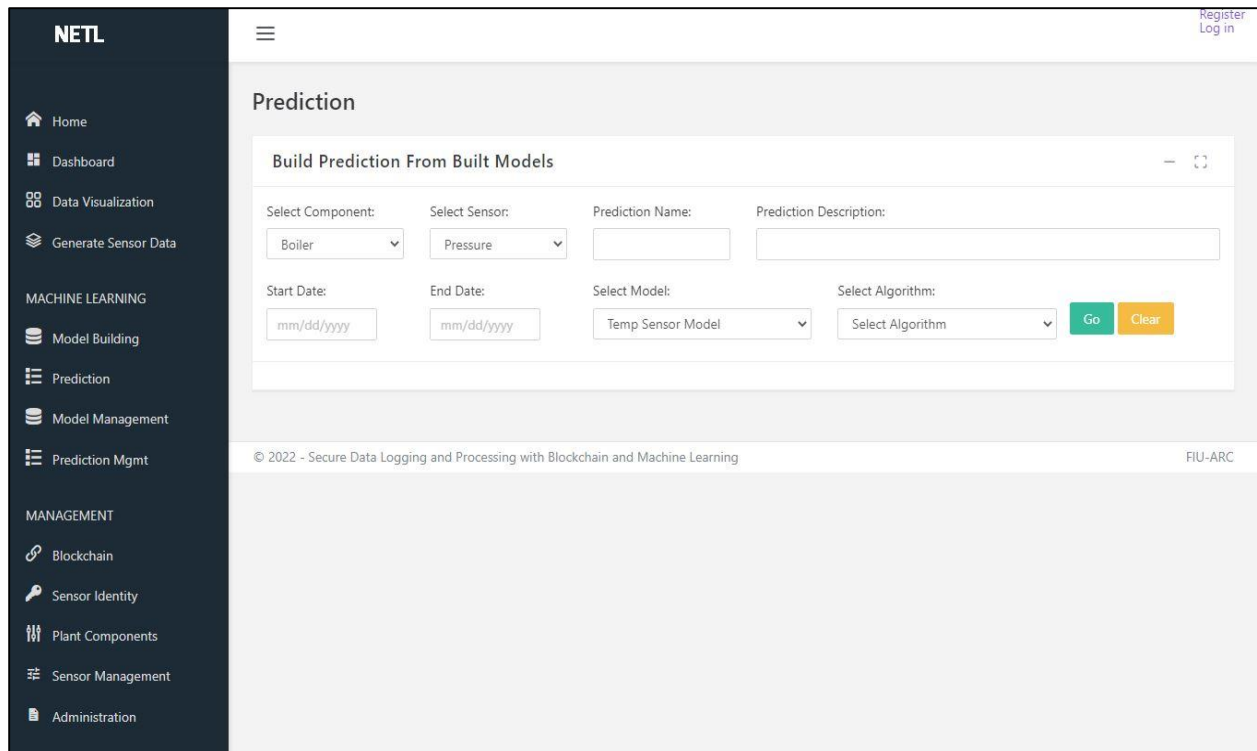 NETL
Register
Log in
Home
Dashboard
Data Visualization
Generate Sensor Data
MACHINE LEARNING
Model Building
Prediction
Model Management
Prediction Mgmt
MANAGEMENT
Blockchain
Sensor Identity
Plant Components
Sensor Management
Administration
Prediction
Build Prediction From Built Models
Select Component: Select Sensor: Prediction Name: Prediction Description:
Boiler Pressure
Start Date: End Date: Select Model: Select Algorithm:
mm/dd/yyyy mm/dd/yyyy Temp Sensor Model Select Algorithm Go Clear
© 2022 - Secure Data Logging and Processing with Blockchain and Machine Learning FIU-ARC